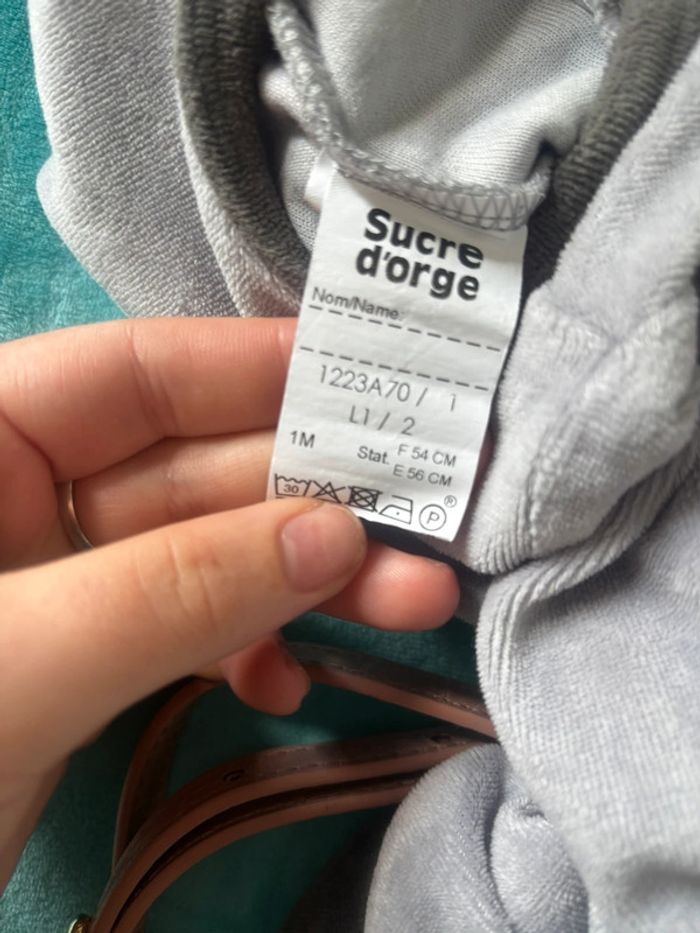 Sucre
d'orge
Nom/Name:
1223A70 / 1
L1 / 2
1M
Stat. F 54 CM
E 56 CM
30
P
®